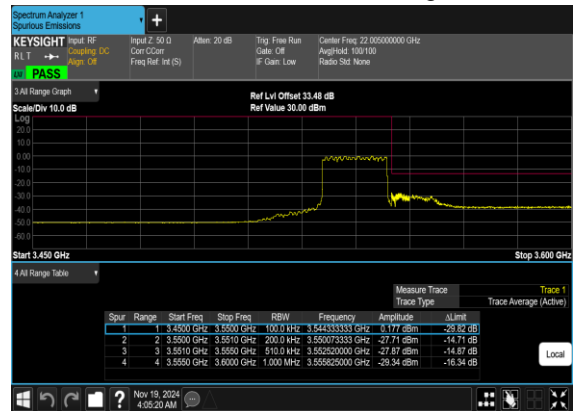 Spectrum Analyzer 1
Spurious Emissions
+
KEYSIGHT Input: RF Input Z: 50 Ω Atten: 20 dB Trig: Free Run Center Freq: 22.005000000 GHz
RLT Coupling: DC Corr CCorr Gate: Off Avg|Hold: 100/100
Align: Off Freq Ref: Int (S) IF Gain: Low Radio Std: None
PASS
3 All Range Graph
Ref Lvl Offset 33.48 dB
Scale/Div 10.0 dB Ref Value 30.00 dBm
Log
20.0
10.0
0.00
-10.0
-20.0
-30.0
-40.0
-50.0
-60.0
Start 3.450 GHz Stop 3.600 GHz
4 All Range Table
Measure Trace Trace 1
Trace Type Trace Average (Active)
Spur Range Start Freq Stop Freq RBW Frequency Amplitude ΔLimit
1 1 3.4500 GHz 3.5500 GHz 100.0 kHz 3.544333333 GHz 0.177 dBm -29.82 dB
2 2 3.5500 GHz 3.5510 GHz 200.0 kHz 3.550073333 GHz -27.71 dBm -14.71 dB
3 3 3.5510 GHz 3.5550 GHz 510.0 kHz 3.552520000 GHz -27.87 dBm -14.87 dB
4 4 3.5550 GHz 3.6000 GHz 1.000 MHz 3.555825000 GHz -29.34 dBm -16.34 dB
Local
? Nov 19, 2024
4:05:20 AM